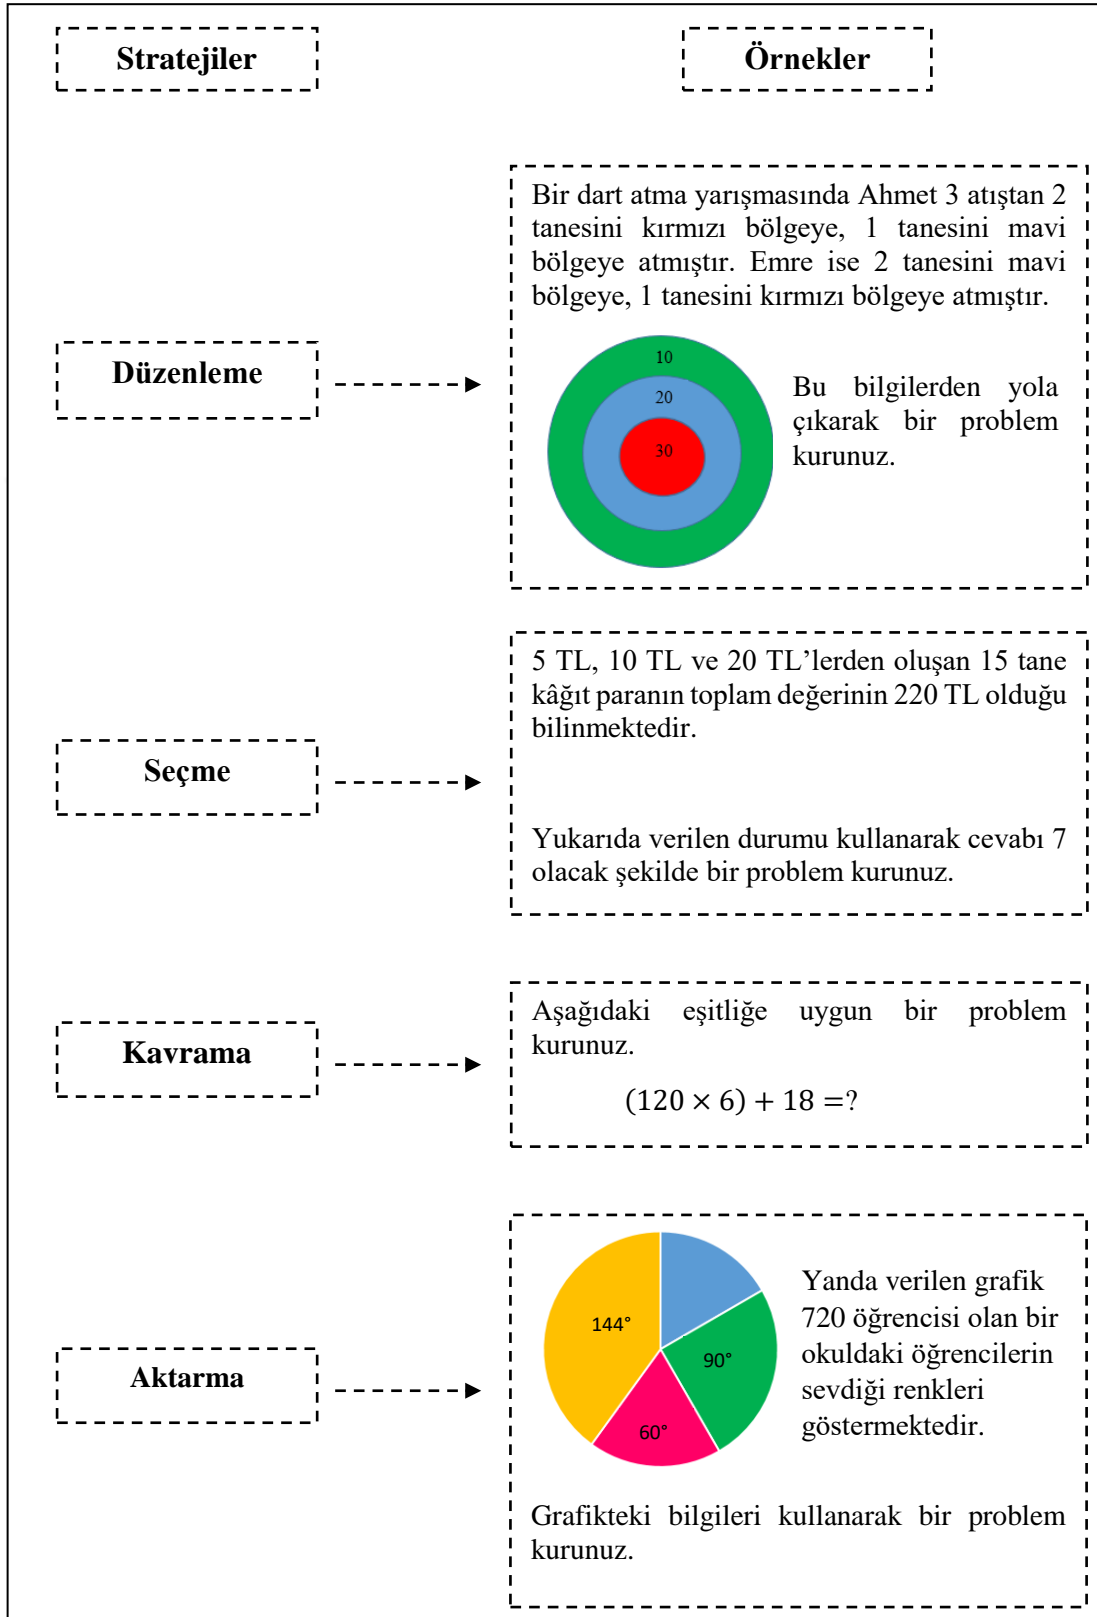 Stratejiler
Örnekler
Düzenleme
Bir dart atma yarışmasında Ahmet 3 atıştan 2
tanesini kırmızı bölgeye, 1 tanesini mavi
bölgeye atmıştır. Emre ise 2 tanesini mavi
bölgeye, 1 tanesini kırmızı bölgeye atmıştır.
10
20
30
Bu bilgilerden yola
çıkarak bir problem
kurunuz.
Seçme
5 TL, 10 TL ve 20 TL’lerden oluşan 15 tane
kâğıt paranın toplam değerinin 220 TL olduğu
bilinmektedir.
Yukarıda verilen durumu kullanarak cevabı 7
olacak şekilde bir problem kurunuz.
Kavrama
Aşağıdaki eşitliğe uygun bir problem
kurunuz.
(120 × 6) + 18 =?
Aktarma
144°
90°
60°
Yanda verilen grafik
720 öğrencisi olan bir
okuldaki öğrencilerin
sevdiği renkleri
göstermektedir.
Grafikteki bilgileri kullanarak bir problem
kurunuz.